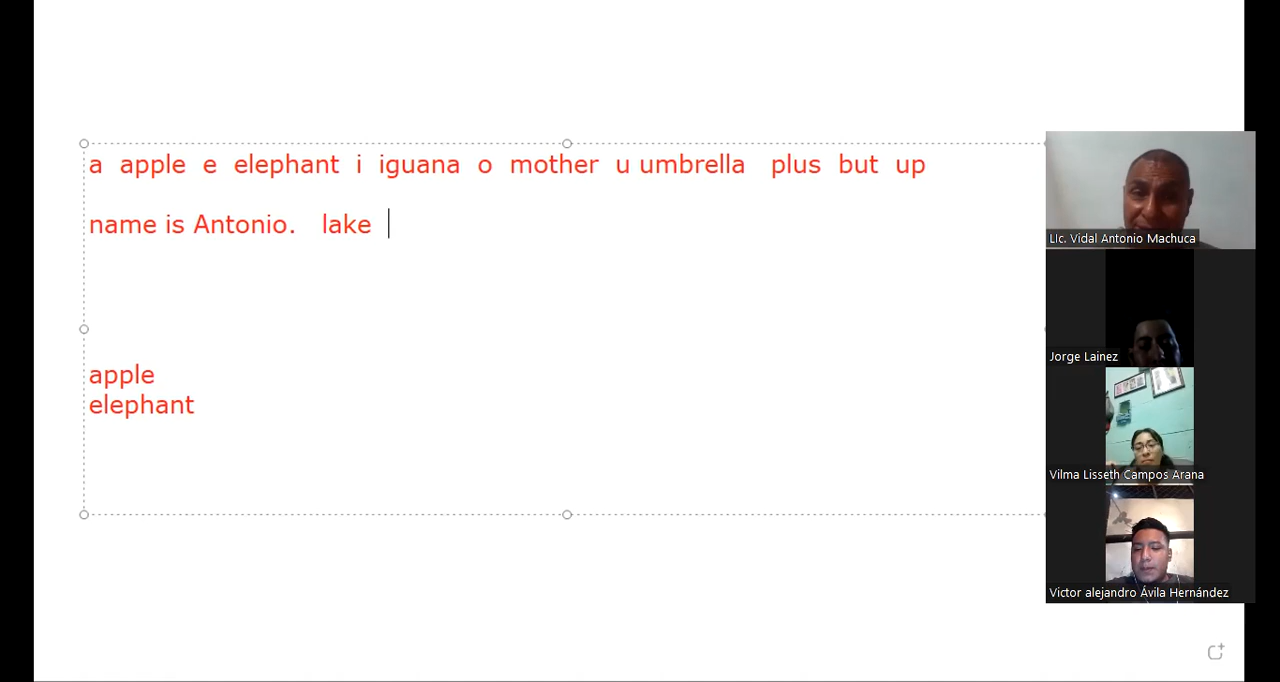 a apple e elephant i iguana o mother u umbrella plus but up
name is Antonio. lake
apple
elephant
LIc. Vidal Antonio Machuca
Jorge Lainez
Vilma Lisseth Campos Arana
Victor alejandro Ávila Hernández